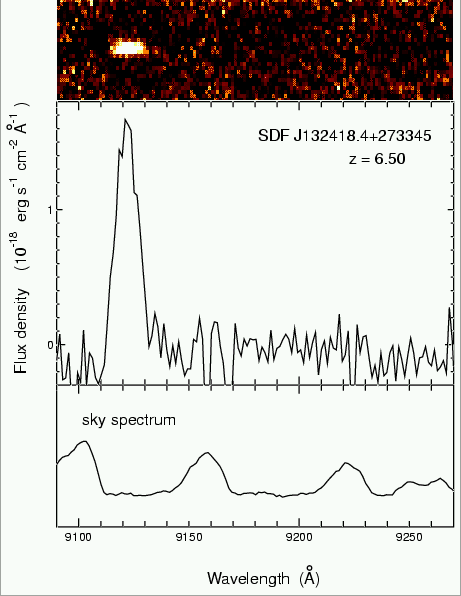 SDF J132418.4+273345
z = 6.50
Flux density (10⁻¹⁸ erg s⁻¹ cm⁻² Å⁻¹)
1
0
sky spectrum
9100 9150 9200 9250
Wavelength (Å)